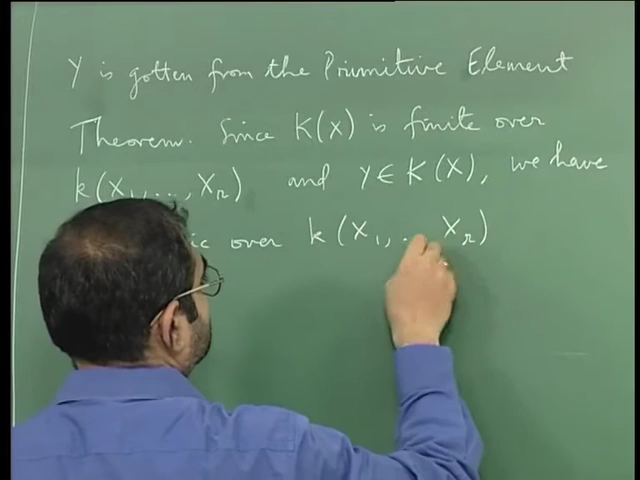 Y is gotten from the Primitive Element
Theorem. Since K(X) is finite over
k(X₁,..., Xᵣ) and Y ∈ K(X), we have
ic over k(X₁,.. Xᵣ)